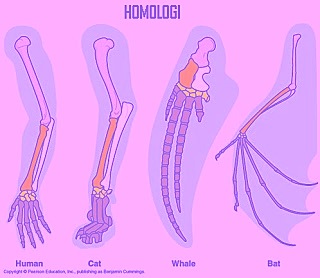 HOMOLOGI
Human Cat Whale Bat
Copyright © Pearson Education, Inc., publishing as Benjamin Cummings.